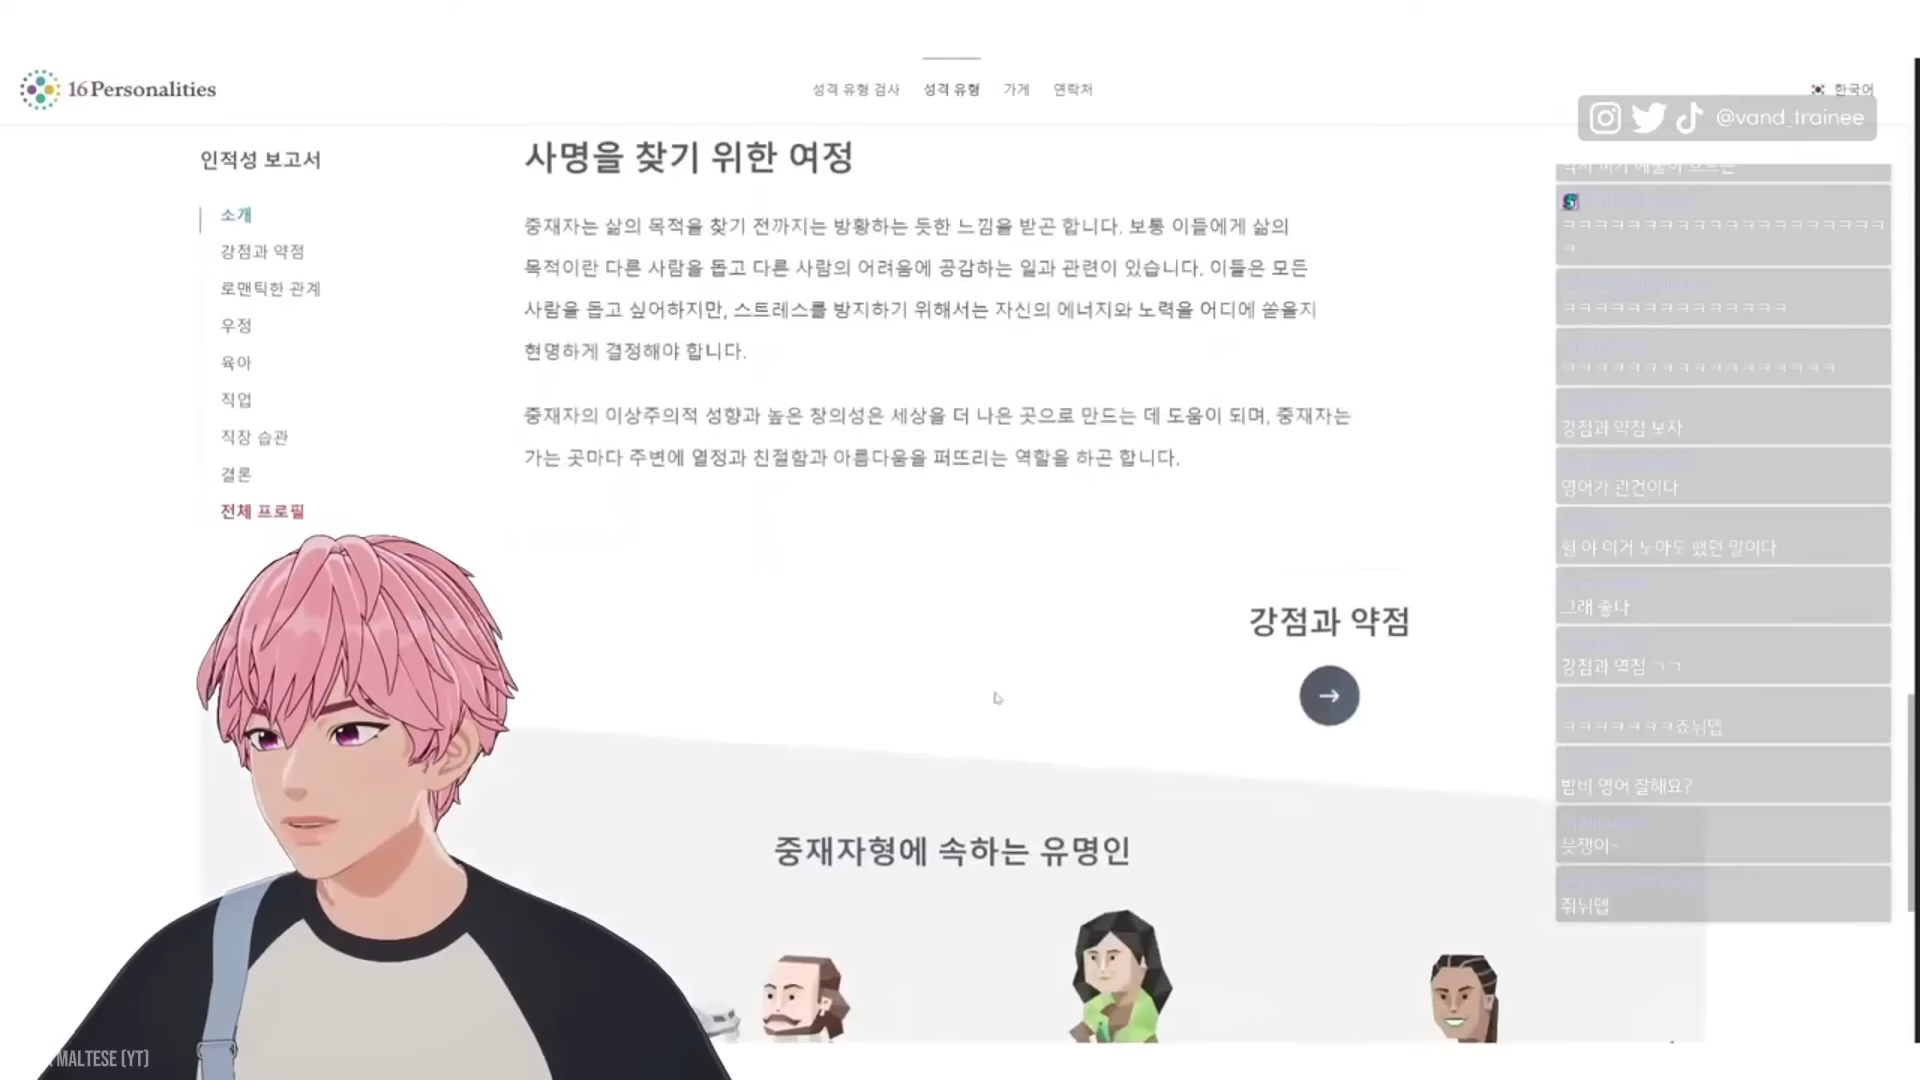 16Personalities
성격 유형 검사
성격 유형
가게
연락처
한국어
@vand_trainee
인적성 보고서
소개
강점과 약점
로맨틱한 관계
우정
육아
직업
직장 습관
결론
전체 프로필
사명을 찾기 위한 여정
중재자는 삶의 목적을 찾기 전까지는 방황하는 듯한 느낌을 받곤 합니다. 보통 이들에게 삶의
목적이란 다른 사람을 돕고 다른 사람의 어려움에 공감하는 일과 관련이 있습니다. 이들은 모든
사람을 돕고 싶어하지만, 스트레스를 방지하기 위해서는 자신의 에너지와 노력을 어디에 쏟을지
현명하게 결정해야 합니다.
중재자의 이상주의적 성향과 높은 창의성은 세상을 더 나은 곳으로 만드는 데 도움이 되며, 중재자는
가는 곳마다 주변에 열정과 친절함과 아름다움을 퍼뜨리는 역할을 하곤 합니다.
강점과 약점
중재자형에 속하는 유명인
ㅋㅋㅋㅋㅋㅋㅋㅋㅋㅋㅋㅋㅋㅋㅋㅋㅋㅋㅋㅋ
ㅋ
ㅋㅋㅋㅋㅋㅋㅋㅋㅋㅋㅋㅋㅋㅋ
ㅋㅋㅋㅋㅋㅋㅋㅋㅋㅋㅋㅋㅋㅋㅋㅋㅋ
강점과 약점 보자
영어가 관건이다
헐 야 이거 노아도 했던 말이다
그래 좋다
강점과 역점 ㄱㄱ
ㅋㅋㅋㅋㅋㅋㅋ죠뉘뎁
밤비 영어 잘해요?
믓쟁이~
줘뉘뎁
MALTESE (YT)